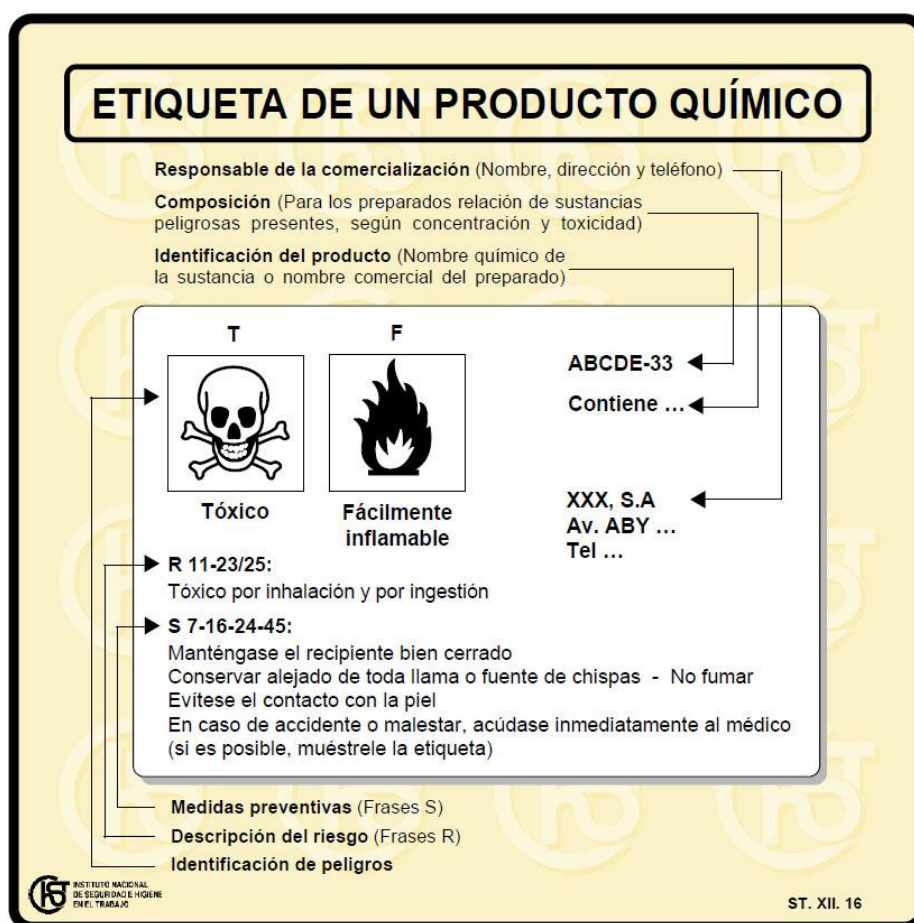 ETIQUETA DE UN PRODUCTO QUÍMICO
Responsable de la comercialización (Nombre, dirección y teléfono)
Composición (Para los preparados relación de sustancias
peligrosas presentes, según concentración y toxicidad)
Identificación del producto (Nombre químico de
la sustancia o nombre comercial del preparado)
T
F
Tóxico
Fácilmente
inflamable
ABCDE-33
Contiene ...
XXX, S.A
Av. ABY ...
Tel ...
R 11-23/25:
Tóxico por inhalación y por ingestión
S 7-16-24-45:
Manténgase el recipiente bien cerrado
Conservar alejado de toda llama o fuente de chispas - No fumar
Evítese el contacto con la piel
En caso de accidente o malestar, acúdase inmediatamente al médico
(si es posible, muéstrele la etiqueta)
Medidas preventivas (Frases S)
Descripción del riesgo (Frases R)
Identificación de peligros
INSTITUTO NACIONAL
DE SEGURIDAD E HIGIENE
EN EL TRABAJO
ST. XII. 16